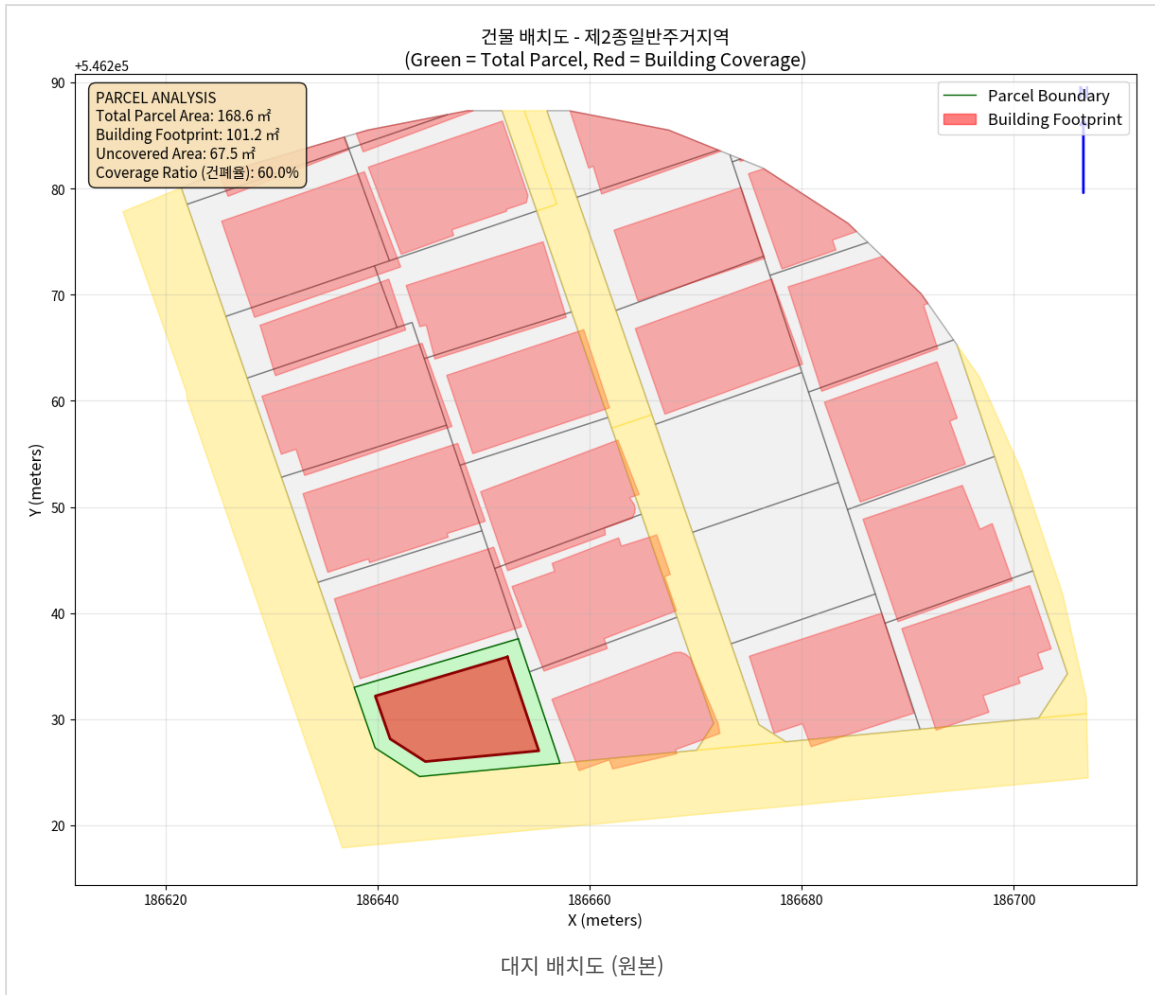 건물 배치도 - 제2종일반주거지역
(Green = Total Parcel, Red = Building Coverage)
+5.462e5
PARCEL ANALYSIS
Total Parcel Area: 168.6 ㎡
Building Footprint: 101.2 ㎡
Uncovered Area: 67.5 ㎡
Coverage Ratio (건폐율): 60.0%
Parcel Boundary
Building Footprint
90
80
70
60
50
40
30
20
Y (meters)
186620
186640
186660
186680
186700
X (meters)
대지 배치도 (원본)